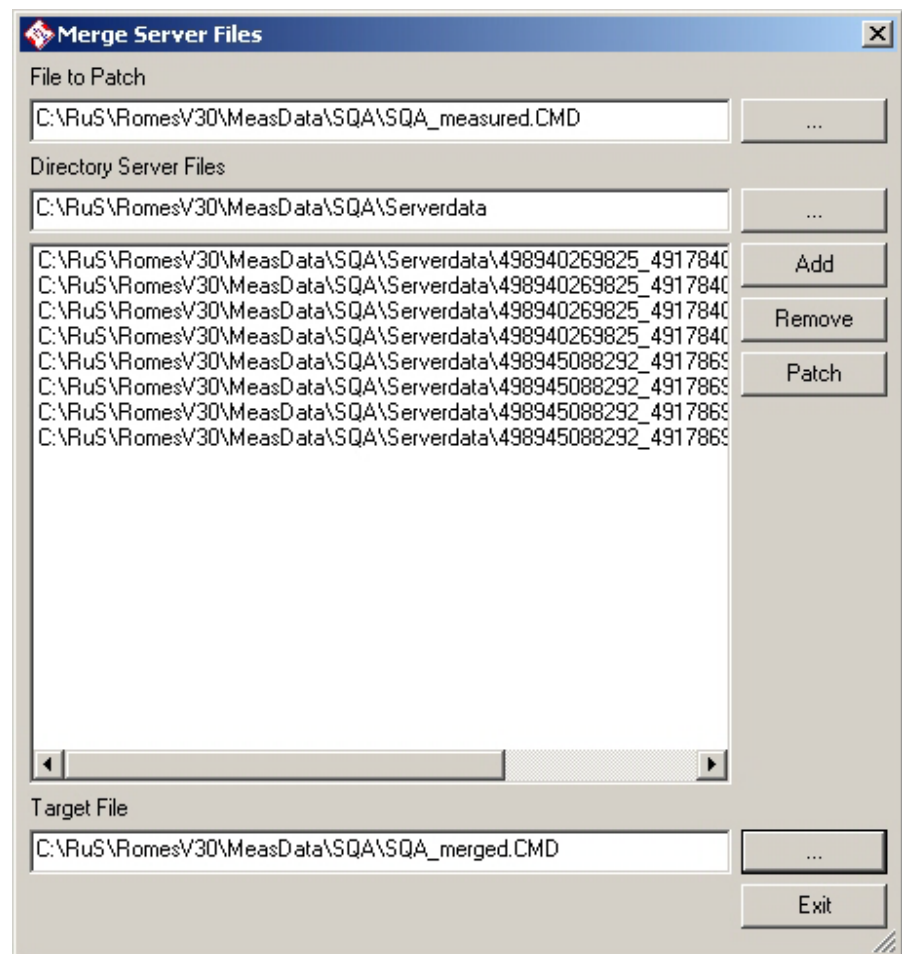 Merge Server Files
File to Patch
C:\RuS\RomesV30\MeasData\SQA\SQA_measured.CMD
...
Directory Server Files
C:\RuS\RomesV30\MeasData\SQA\Serverdata
...
C:\RuS\RomesV30\MeasData\SQA\Serverdata\498940269825_4917840
Add
C:\RuS\RomesV30\MeasData\SQA\Serverdata\498940269825_4917840
C:\RuS\RomesV30\MeasData\SQA\Serverdata\498940269825_4917840
Remove
C:\RuS\RomesV30\MeasData\SQA\Serverdata\498940269825_4917840
C:\RuS\RomesV30\MeasData\SQA\Serverdata\498945088292_4917869
Patch
C:\RuS\RomesV30\MeasData\SQA\Serverdata\498945088292_4917869
C:\RuS\RomesV30\MeasData\SQA\Serverdata\498945088292_4917869
C:\RuS\RomesV30\MeasData\SQA\Serverdata\498945088292_4917869
Target File
C:\RuS\RomesV30\MeasData\SQA\SQA_merged.CMD
...
Exit